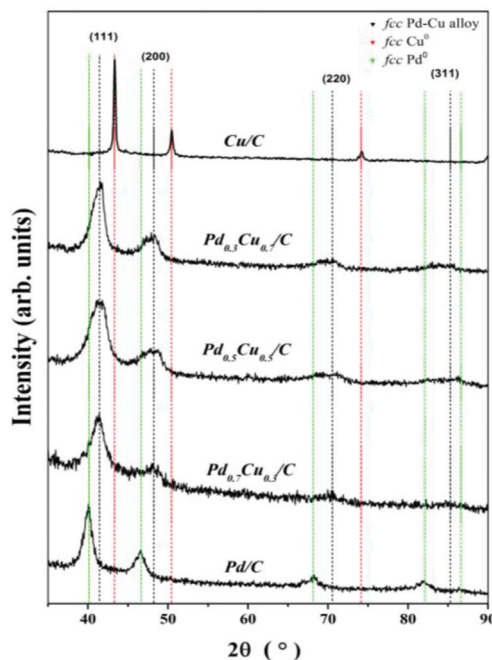 fcc Pd-Cu alloy
fcc Cu⁰
fcc Pd⁰
(111)
(200)
(220)
(311)
Cu/C
Pd₀.₃Cu₀.₇/C
Pd₀.₅Cu₀.₅/C
Pd₀.₇Cu₀.₃/C
Pd/C
Intensity (arb. units)
40 50 60 70 80 90
2θ (°)